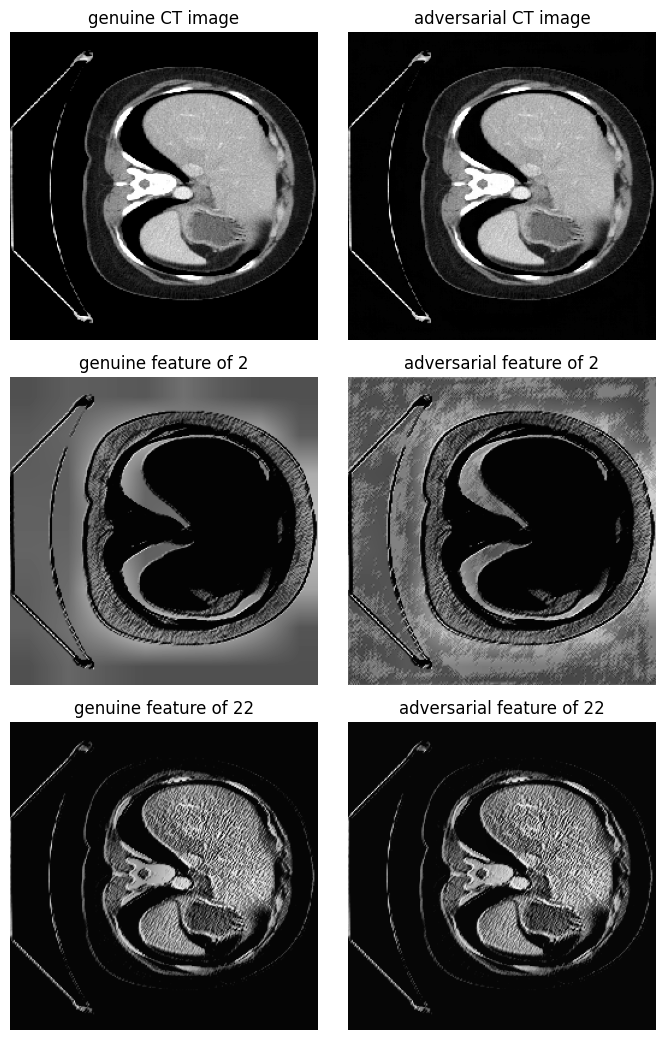 genuine CT image
adversarial CT image
genuine feature of 2
adversarial feature of 2
genuine feature of 22
adversarial feature of 22